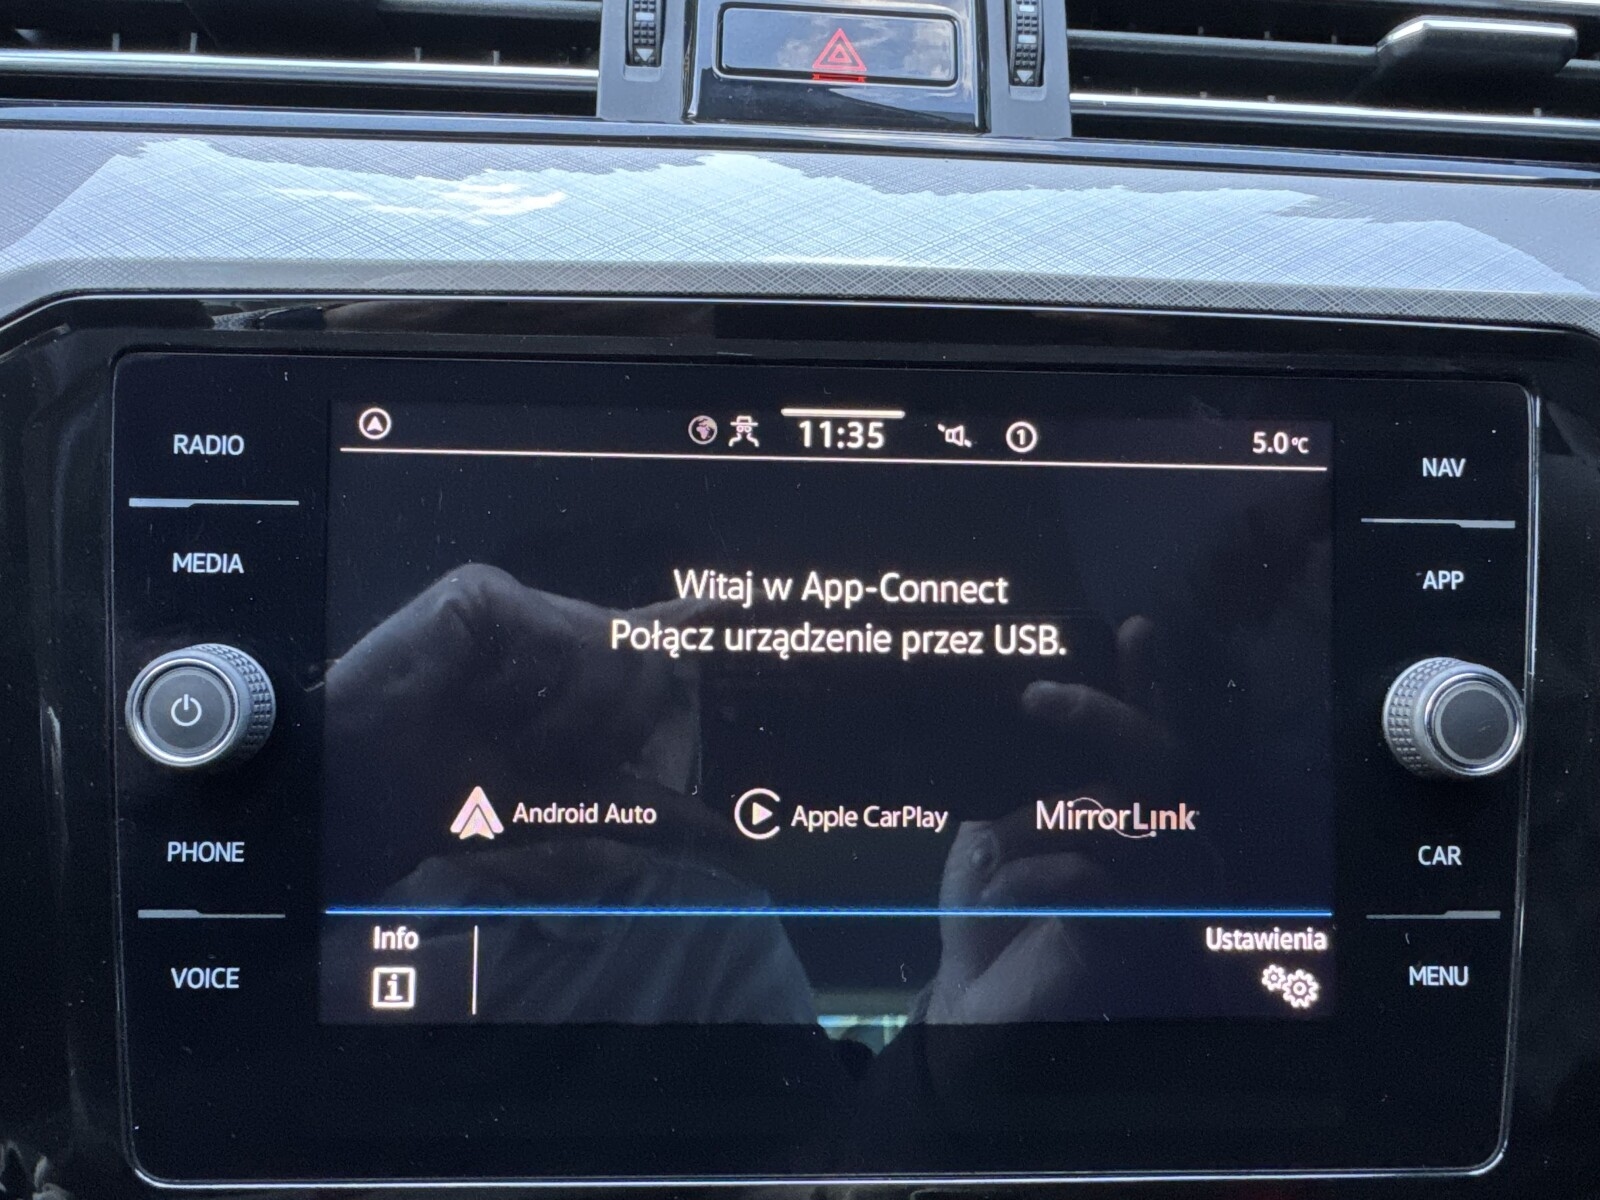 RADIO
MEDIA
PHONE
VOICE
11:35
1
5.0°C
Witaj w App-Connect
Połącz urządzenie przez USB.
Android Auto
Apple CarPlay
MirrorLink
Info
i
Ustawienia
NAV
APP
CAR
MENU